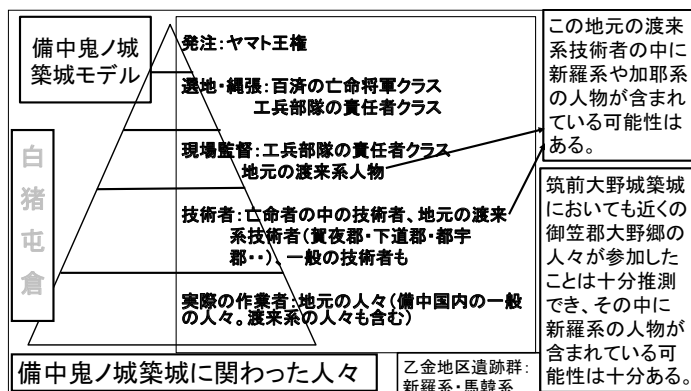 備中鬼ノ城
築城モデル
白猪屯倉
発注：ヤマト王権
選地・縄張：百済の亡命将軍クラス
工兵部隊の責任者クラス
現場監督：工兵部隊の責任者クラス
地元の渡来系人物
技術者：亡命者の中の技術者、地元の渡来
系技術者（賀夜郡・下道郡・都宇
郡・・）、一般の技術者も
実際の作業者：地元の人々（備中国内の一般
の人々。渡来系の人々も含む）
備中鬼ノ城築城に関わった人々
この地元の渡来
系技術者の中に
新羅系や加耶系
の人物が含まれ
ている可能性は
ある。
筑前大野城築城
においても近くの
御笠郡大野郷の
人々が参加した
ことは十分推測
でき、その中に
新羅系の人物が
含まれている可
能性は十分ある。
乙金地区遺跡群：
新羅系・馬韓系